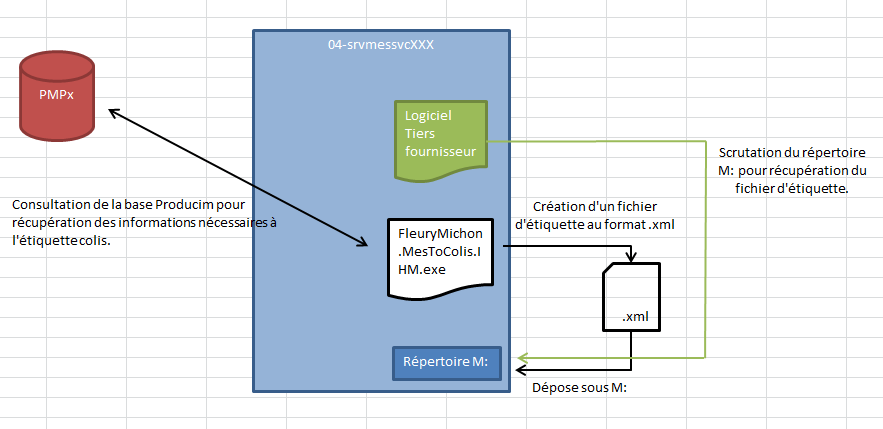 04-srvmessvcXXX
PMPx
Logiciel
Tiers
fournisseur
Scrutation du répertoire
M: pour récupération du
fichier d'étiquette.
Consultation de la base Producim pour
récupération des informations nécessaires à
l'étiquette colis.
Création d'un fichier
d'étiquette au format .xml
FleuryMichon
.MesToColis.I
HM.exe
.xml
Répertoire M:
Dépose sous M: